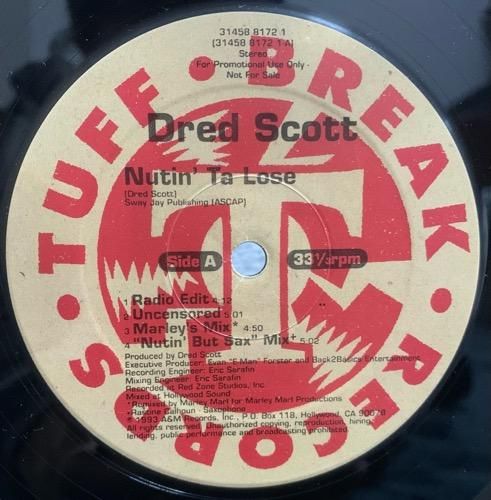 31458 8172 1
(31458 8172 1 A)
Stereo
For Promotional Use Only -
Not For Sale
TUFF • BREAK • RECORDS •
Dred Scott
Nutin' Ta Lose
(Dred Scott)
Sway Jay Publishing (ASCAP)
Side A
33⅓rpm
1 Radio Edit 4:12
2 Uncensored 5:01
3 Marley's Mix* 4:50
4 "Nutin' But Sax" Mix+ 5:02
Produced by Dred Scott
Executive Producer: Evan "E-Man" Forster and Back2Basics Entertainment
Recording Engineer: Eric Sarafin
Mixing Engineer: Eric Sarafin
Recorded at Red Zone Studios, Inc.
Mixed at Hollywood Sound
*Remixed by Marley Marl for Marley Marl Productions
+Rastine Calhoun - Saxophone
© 1993 A&M Records, Inc., P.O. Box 118, Hollywood, CA 90078
All rights reserved. Unauthorized copying, reproduction, hiring,
lending, public performance and broadcasting prohibited.